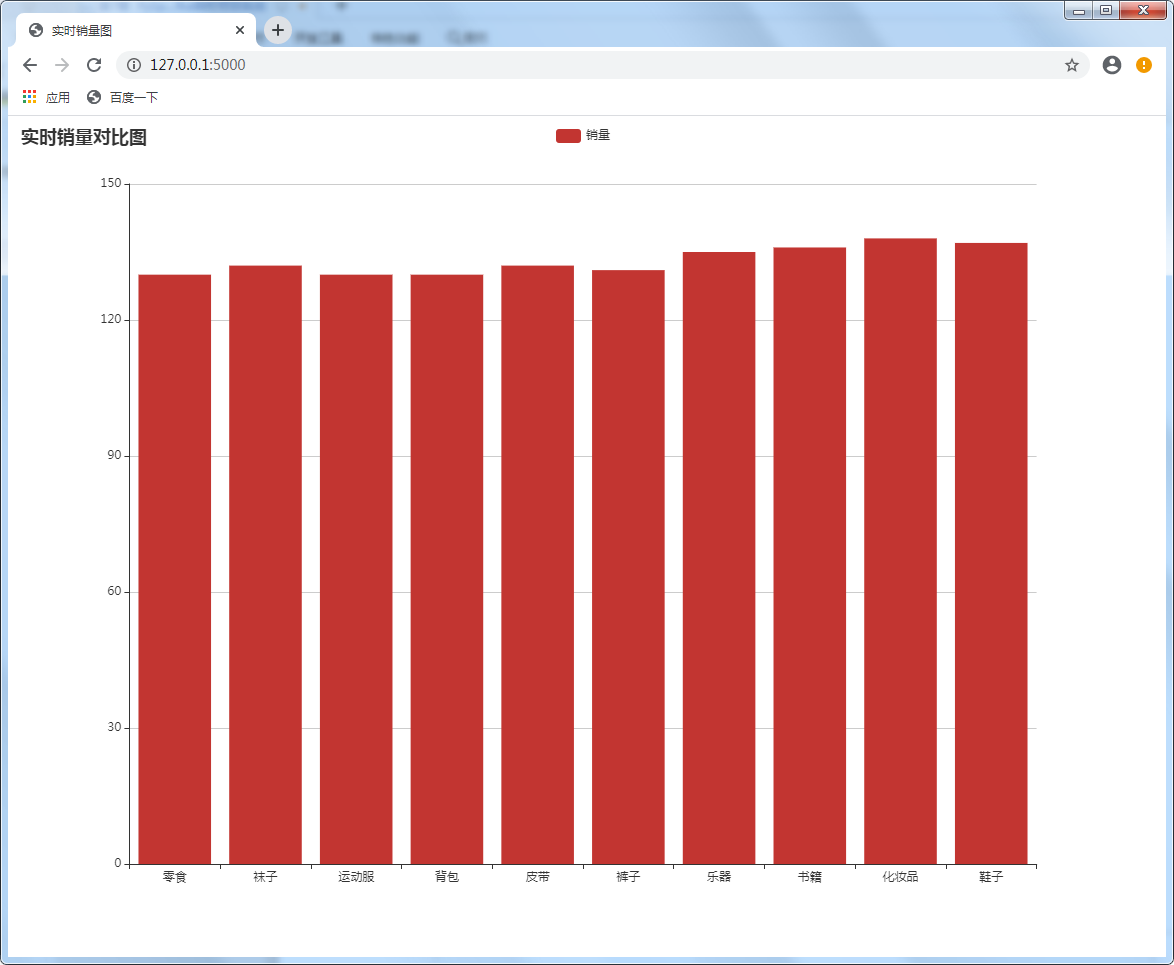 实时销量图
127.0.0.1:5000
应用 百度一下
实时销量对比图
销量
150
120
90
60
30
0
零食 袜子 运动服 背包 皮带 裤子 乐器 书籍 化妆品 鞋子